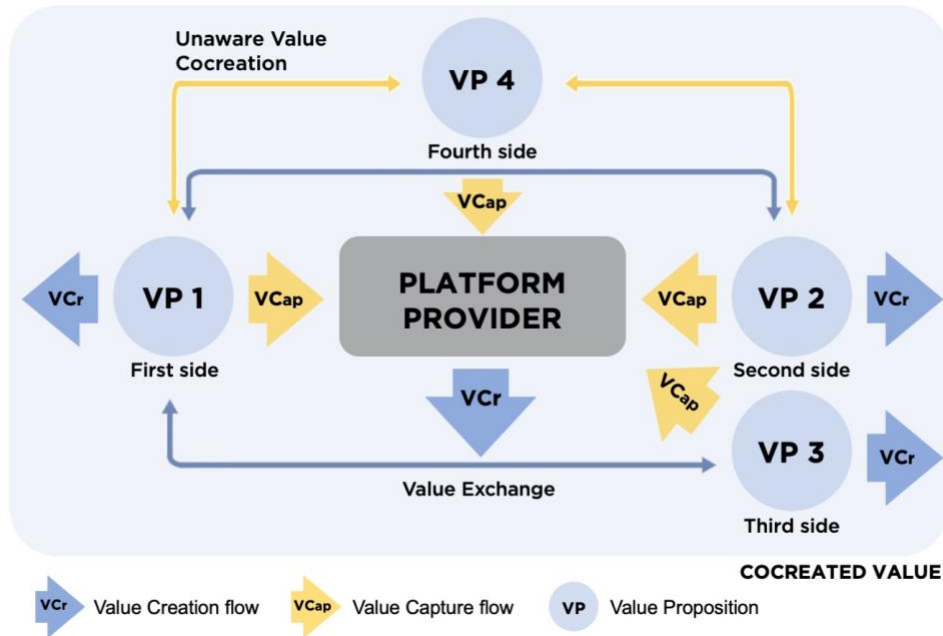 Unaware Value
Cocreation
VP 4
Fourth side
VCap
VCr
VP 1
VCap
First side
PLATFORM
PROVIDER
VCap
VP 2
VCr
Second side
VCap
VCr
VP 3
VCr
Third side
Value Exchange
COCREATED VALUE
VCr Value Creation flow VCap Value Capture flow VP Value Proposition